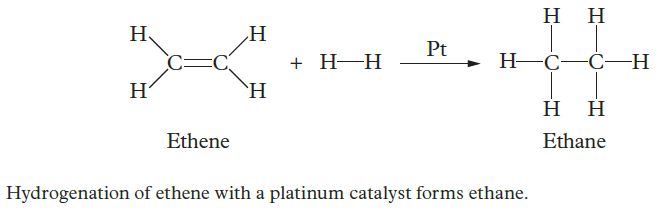 H H H H
H H C=C + H—H Pt H—C—C—H
H H H H
Ethene Ethane
Hydrogenation of ethene with a platinum catalyst forms ethane.